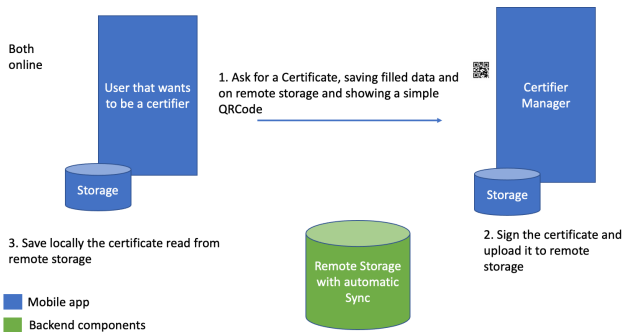 Both
online
User that wants
to be a certifier
Storage
1. Ask for a Certificate, saving filled data and
on remote storage and showing a simple
QRCode
Certifier
Manager
Storage
3. Save locally the certificate read from
remote storage
Remote Storage
with automatic
Sync
2. Sign the certificate and
upload it to remote
storage
Mobile app
Backend components